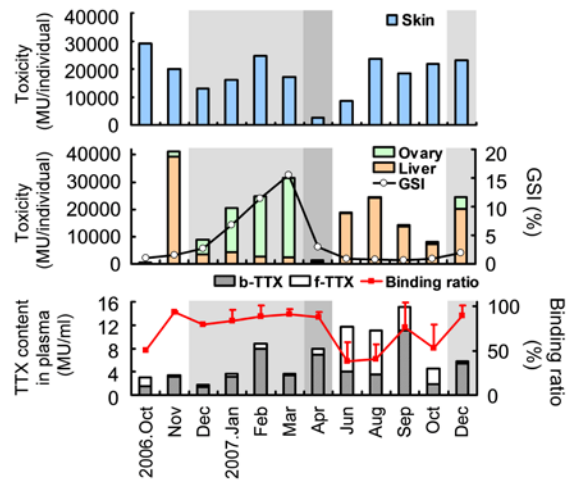 Toxicity
(MU/individual)
40000
30000
20000
10000
0
Skin
Toxicity
(MU/individual)
40000
30000
20000
10000
0
Ovary
Liver
GSI
20
15
10
5
0
GSI (%)
b-TTX f-TTX Binding ratio
TTX content
in plasma
(MU/ml)
16
12
8
4
0
100
50
0
Binding ratio
(%)
2006.Oct
Nov
Dec
2007.Jan
Feb
Mar
Apr
Jun
Aug
Sep
Oct
Dec